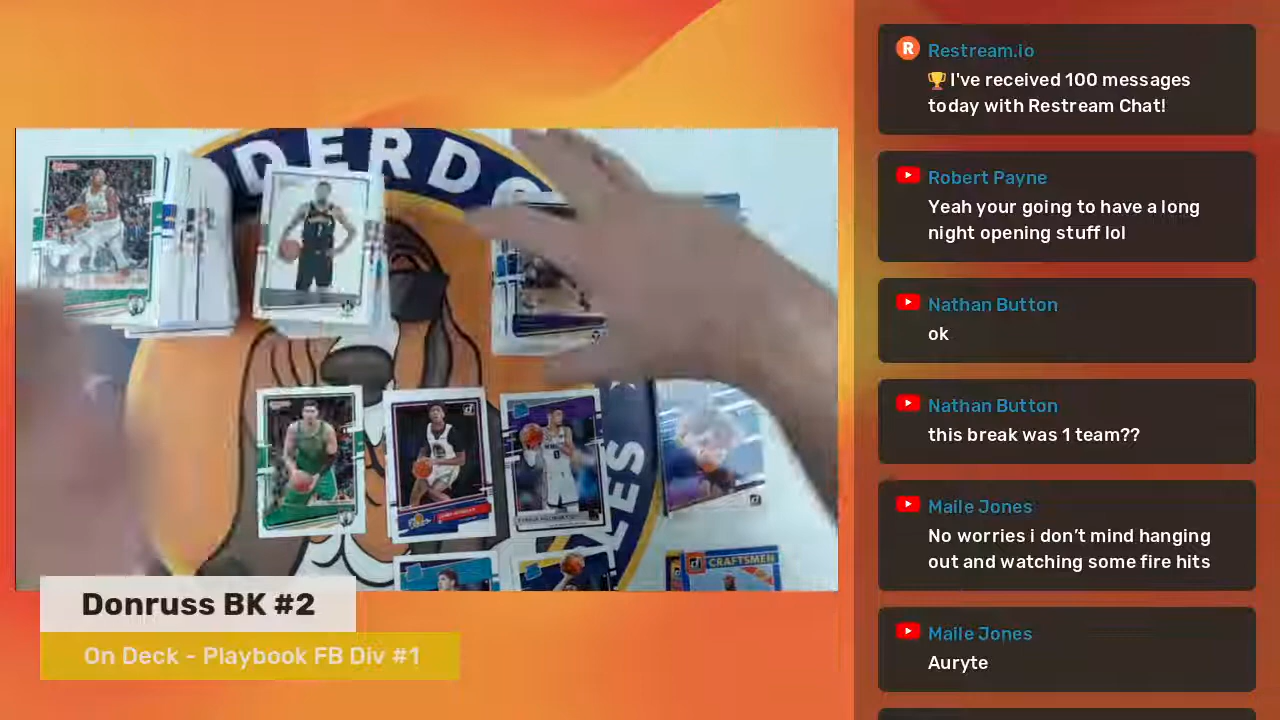 Restream.io
🏆 I've received 100 messages
today with Restream Chat!
Robert Payne
Yeah your going to have a long
night opening stuff lol
Nathan Button
ok
Nathan Button
this break was 1 team??
Maile Jones
No worries i don’t mind hanging
out and watching some fire hits
Maile Jones
Auryte
DERDO
LES
CRAFTSMEN
Donruss BK #2
On Deck - Playbook FB Div #1